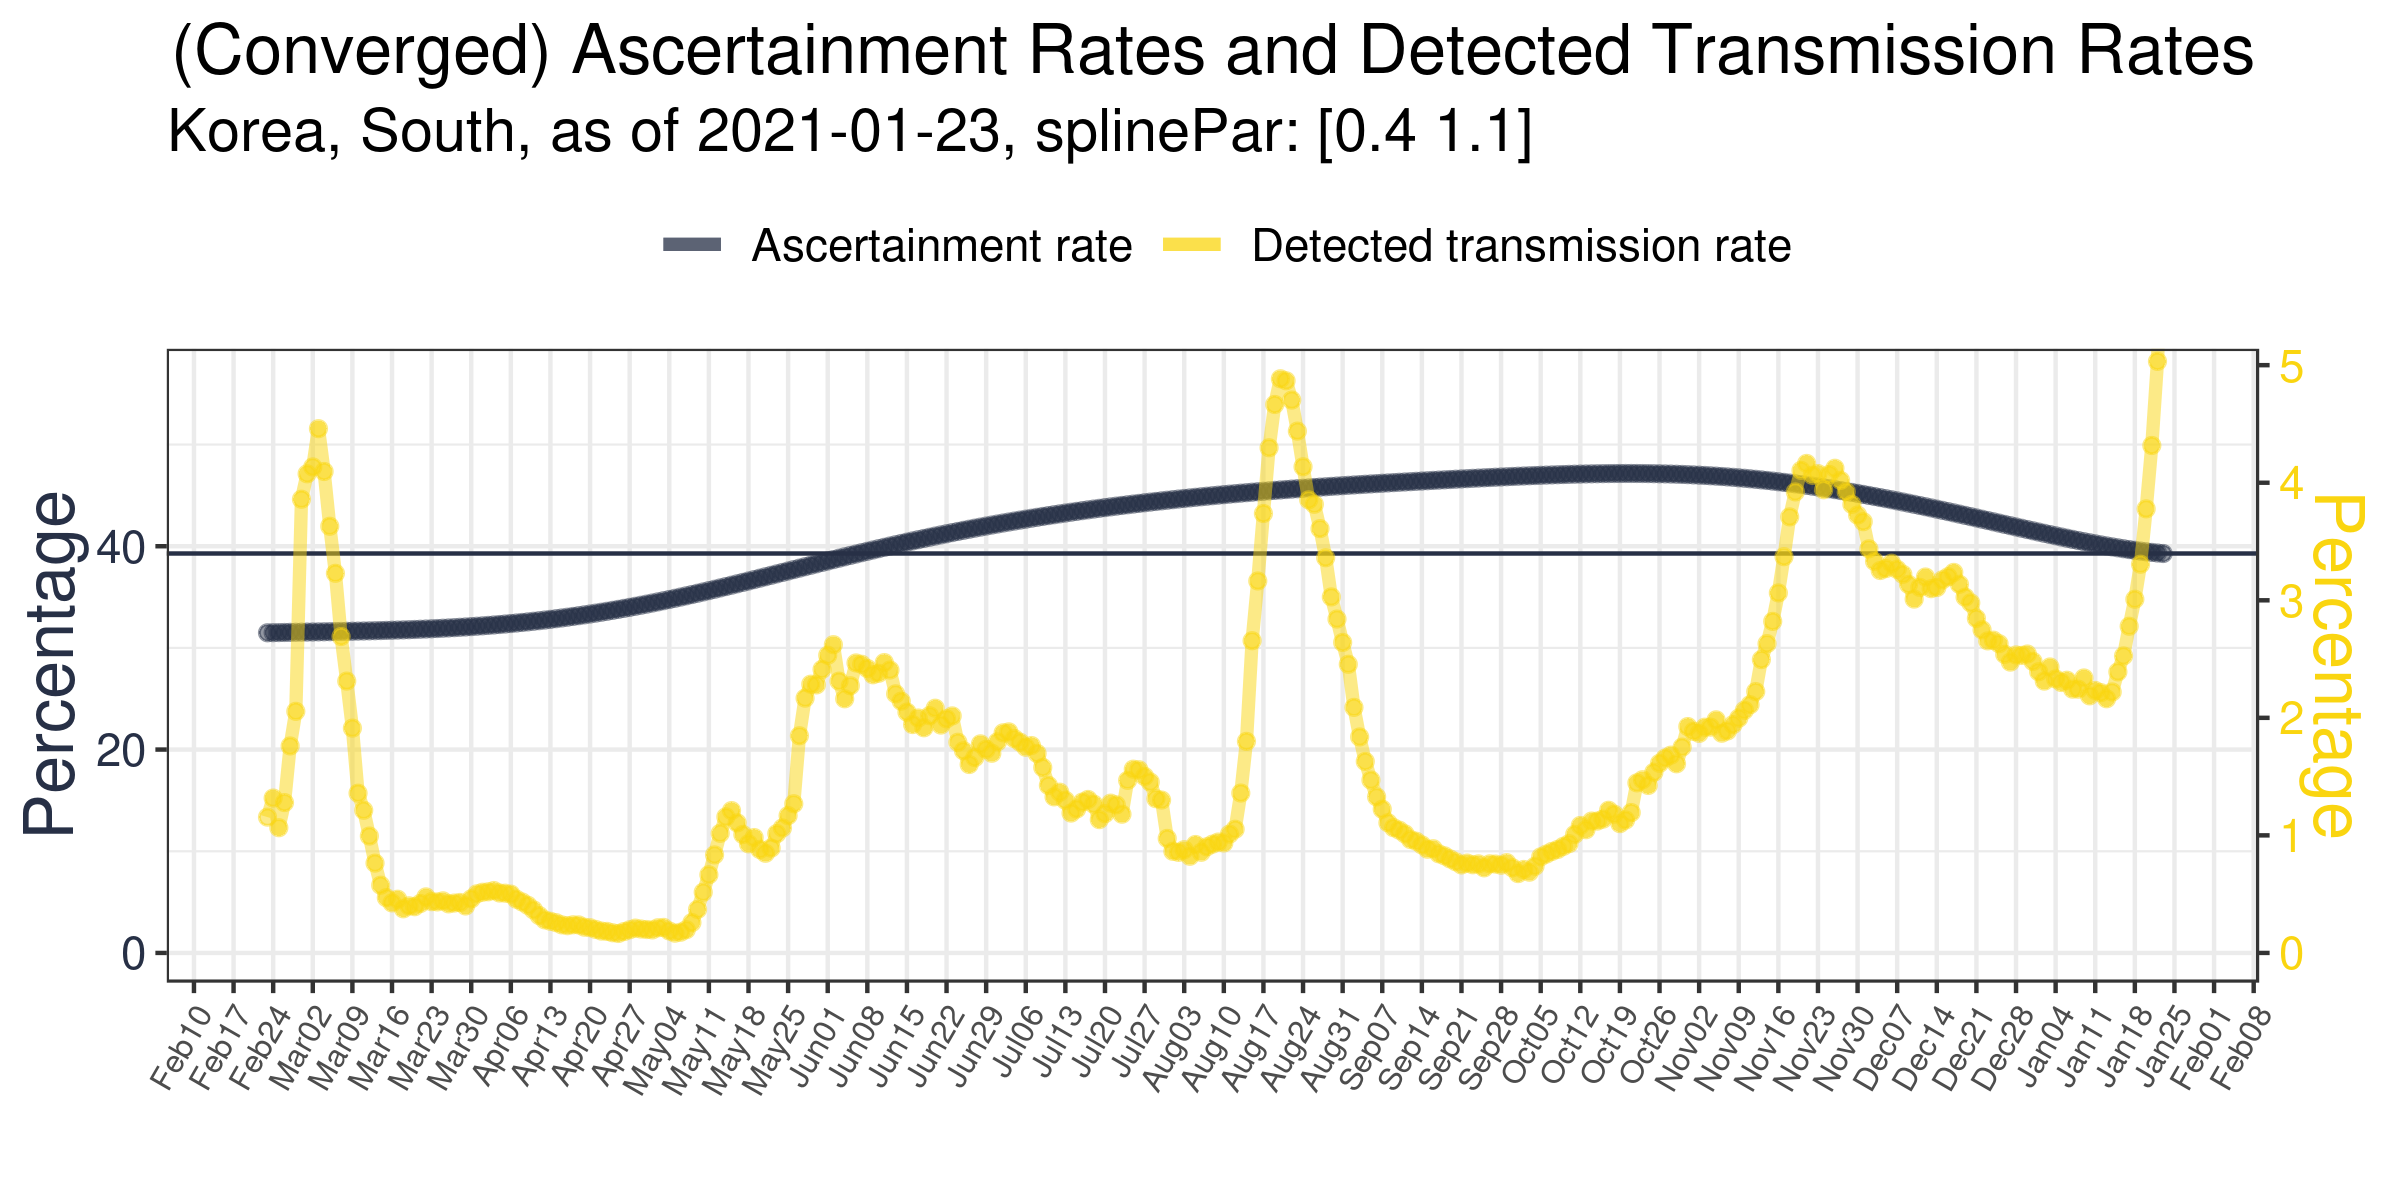 (Converged) Ascertainment Rates and Detected Transmission Rates
Korea, South, as of 2021-01-23, splinePar: [0.4 1.1]
Ascertainment rate
Detected transmission rate
Percentage
40
20
0
5
4
3
2
1
0
Percentage
Feb10
Feb17
Feb24
Mar02
Mar09
Mar16
Mar23
Mar30
Apr06
Apr13
Apr20
Apr27
May04
May11
May18
May25
Jun01
Jun08
Jun15
Jun22
Jun29
Jul06
Jul13
Jul20
Jul27
Aug03
Aug10
Aug17
Aug24
Aug31
Sep07
Sep14
Sep21
Sep28
Oct05
Oct12
Oct19
Oct26
Nov02
Nov09
Nov16
Nov23
Nov30
Dec07
Dec14
Dec21
Dec28
Jan04
Jan11
Jan18
Jan25
Feb01
Feb08